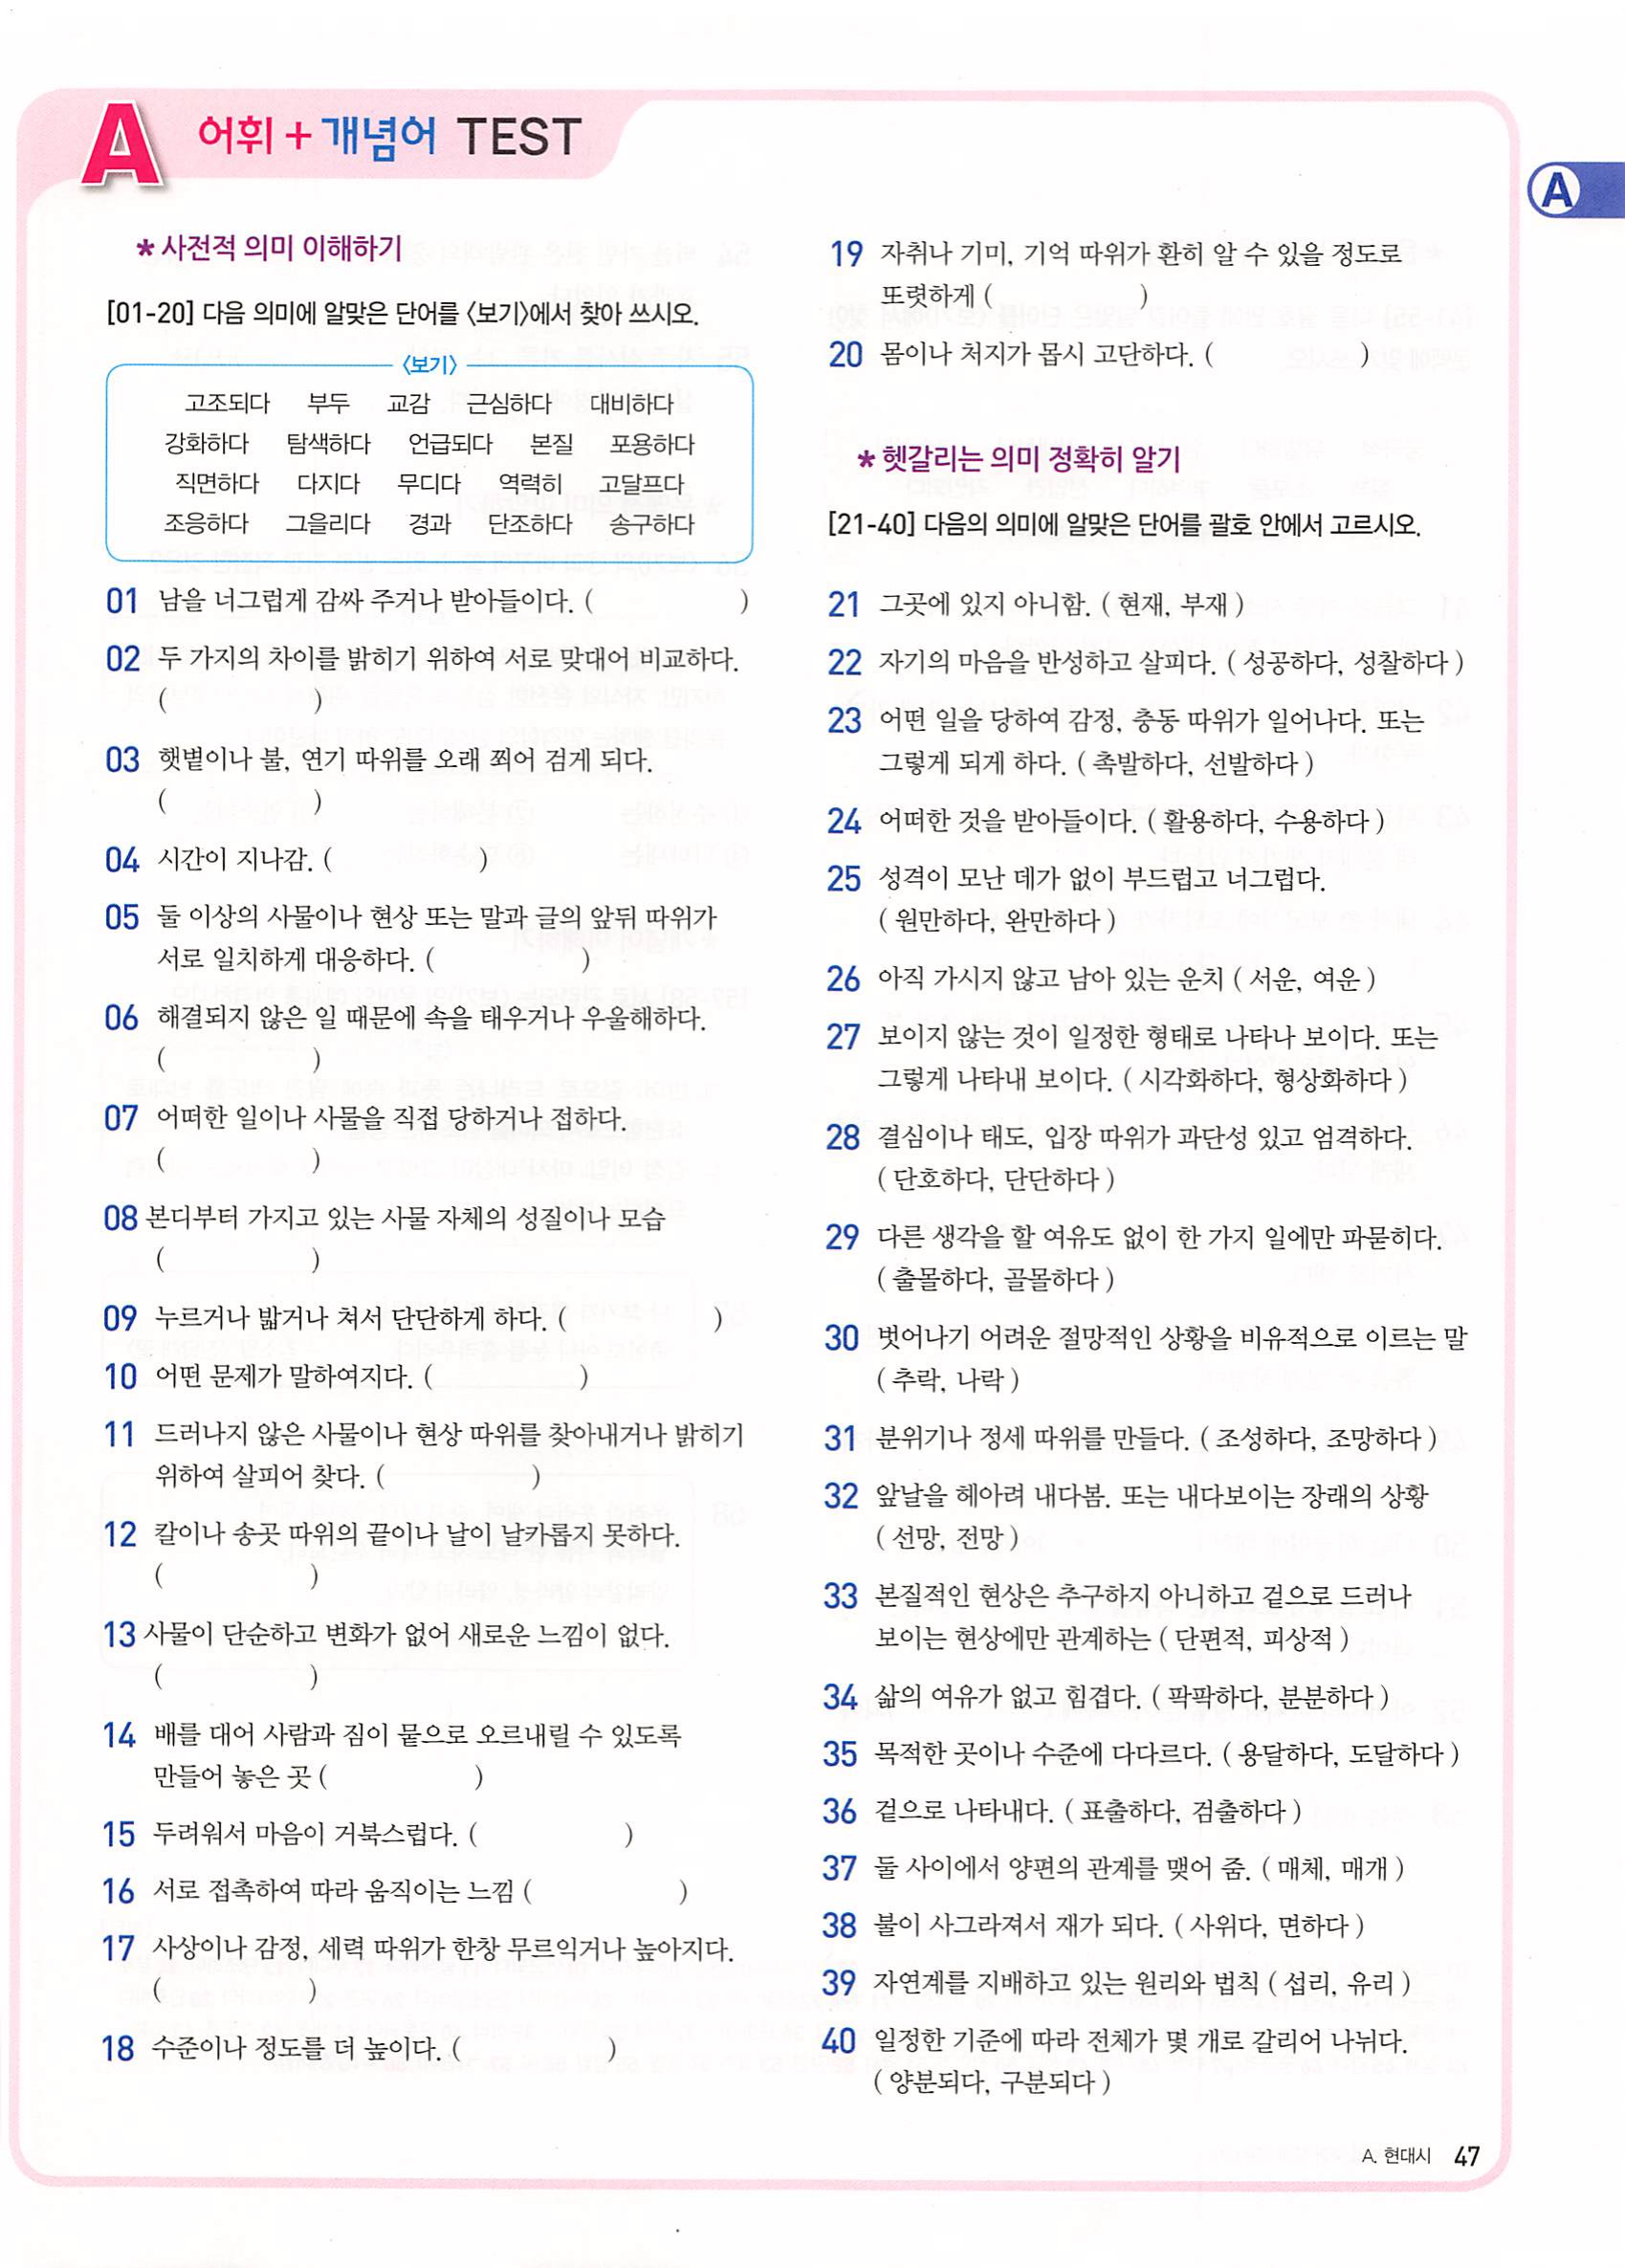 A 어휘 + 개념어 TEST
A
* 사전적 의미 이해하기
[01-20] 다음 의미에 알맞은 단어를 〈보기〉에서 찾아 쓰시오.
〈보기〉
고조되다 부두 교감 근심하다 대비하다
강화하다 탐색하다 언급되다 본질 포용하다
직면하다 다지다 무디다 역력히 고달프다
조응하다 그을리다 경과 단조하다 송구하다
01 남을 너그럽게 감싸 주거나 받아들이다. ( )
02 두 가지의 차이를 밝히기 위하여 서로 맞대어 비교하다.
( )
03 햇볕이나 불, 연기 따위를 오래 쬐어 검게 되다.
( )
04 시간이 지나감. ( )
05 둘 이상의 사물이나 현상 또는 말과 글의 앞뒤 따위가
서로 일치하게 대응하다. ( )
06 해결되지 않은 일 때문에 속을 태우거나 우울해하다.
( )
07 어떠한 일이나 사물을 직접 당하거나 접하다.
( )
08 본디부터 가지고 있는 사물 자체의 성질이나 모습
( )
09 누르거나 밟거나 쳐서 단단하게 하다. ( )
10 어떤 문제가 말하여지다. ( )
11 드러나지 않은 사물이나 현상 따위를 찾아내거나 밝히기
위하여 살피어 찾다. ( )
12 칼이나 송곳 따위의 끝이나 날이 날카롭지 못하다.
( )
13 사물이 단순하고 변화가 없어 새로운 느낌이 없다.
( )
14 배를 대어 사람과 짐이 뭍으로 오르내릴 수 있도록
만들어 놓은 곳 ( )
15 두려워서 마음이 거북스럽다. ( )
16 서로 접촉하여 따라 움직이는 느낌 ( )
17 사상이나 감정, 세력 따위가 한창 무르익거나 높아지다.
( )
18 수준이나 정도를 더 높이다. ( )
19 자취나 기미, 기억 따위가 환히 알 수 있을 정도로
또렷하게 ( )
20 몸이나 처지가 몹시 고단하다. ( )
* 헷갈리는 의미 정확히 알기
[21-40] 다음의 의미에 알맞은 단어를 괄호 안에서 고르시오.
21 그곳에 있지 아니함. ( 현재, 부재 )
22 자기의 마음을 반성하고 살피다. ( 성공하다, 성찰하다 )
23 어떤 일을 당하여 감정, 충동 따위가 일어나다. 또는
그렇게 되게 하다. ( 촉발하다, 선발하다 )
24 어떠한 것을 받아들이다. ( 활용하다, 수용하다 )
25 성격이 모난 데가 없이 부드럽고 너그럽다.
( 원만하다, 완만하다 )
26 아직 가시지 않고 남아 있는 운치 ( 서운, 여운 )
27 보이지 않는 것이 일정한 형태로 나타나 보이다. 또는
그렇게 나타내 보이다. ( 시각화하다, 형상화하다 )
28 결심이나 태도, 입장 따위가 과단성 있고 엄격하다.
( 단호하다, 단단하다 )
29 다른 생각을 할 여유도 없이 한 가지 일에만 파묻히다.
( 출몰하다, 골몰하다 )
30 벗어나기 어려운 절망적인 상황을 비유적으로 이르는 말
( 추락, 나락 )
31 분위기나 정세 따위를 만들다. ( 조성하다, 조망하다 )
32 앞날을 헤아려 내다봄. 또는 내다보이는 장래의 상황
( 선망, 전망 )
33 본질적인 현상은 추구하지 아니하고 겉으로 드러나
보이는 현상에만 관계하는 ( 단편적, 피상적 )
34 삶의 여유가 없고 힘겹다. ( 팍팍하다, 분분하다 )
35 목적한 곳이나 수준에 다다르다. ( 용달하다, 도달하다 )
36 겉으로 나타내다. ( 표출하다, 검출하다 )
37 둘 사이에서 양편의 관계를 맺어 줌. ( 매체, 매개 )
38 불이 사그라져서 재가 되다. ( 사위다, 면하다 )
39 자연계를 지배하고 있는 원리와 법칙 ( 섭리, 유리 )
40 일정한 기준에 따라 전체가 몇 개로 갈리어 나뉘다.
( 양분되다, 구분되다 )
A. 현대시 47